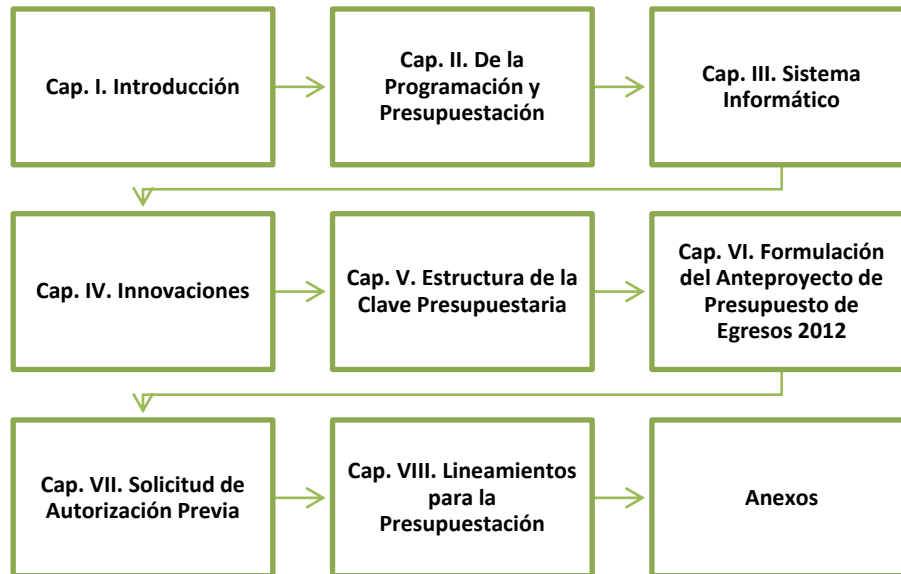 Cap. I. Introducción
Cap. II. De la
Programación y
Presupuestación
Cap. III. Sistema
Informático
Cap. IV. Innovaciones
Cap. V. Estructura de la
Clave Presupuestaria
Cap. VI. Formulación
del Anteproyecto de
Presupuesto de
Egresos 2012
Cap. VII. Solicitud de
Autorización Previa
Cap. VIII. Lineamientos
para la
Presupuestación
Anexos